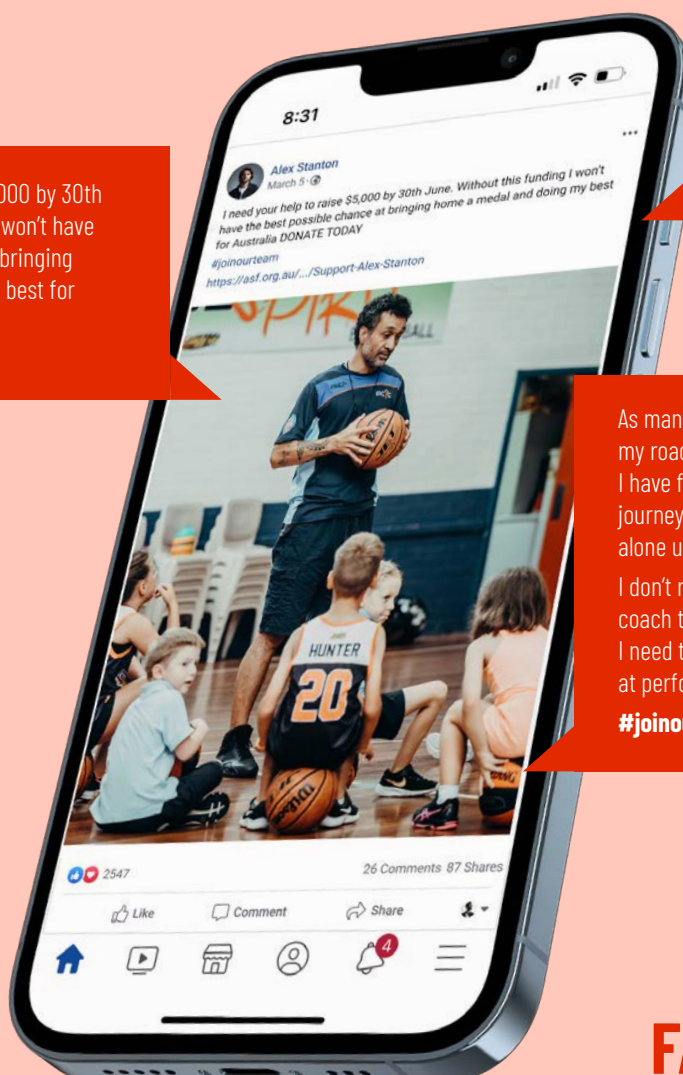 000 by 30th
won't have
bringing
best for
8:31
Alex Stanton
March 5
I need your help to raise $5,000 by 30th June. Without this funding I won't
have the best possible chance at bringing home a medal and doing my best
for Australia DONATE TODAY
#joinourteam
https://asf.org.au/.../Support-Alex-Stanton
HUNTER
20
Wilson
As man
my road
I have f
journey
alone u
I don't
coach t
I need t
at perfo
#joinou
2547
26 Comments 87 Shares
Like
Comment
Share
4
FA